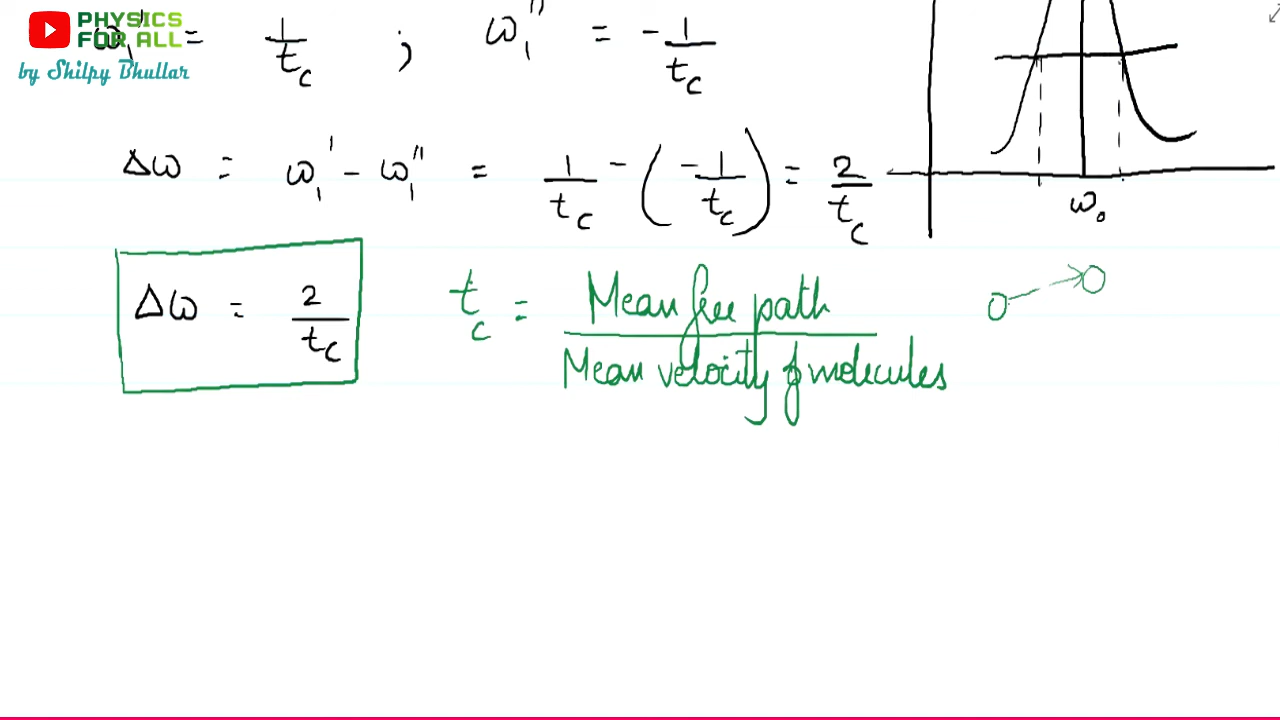 PHYSICS
FOR ALL
by Shilpy Bhullar
ω₁' = 1/t_c ; ω₁'' = -1/t_c
Δω = ω₁' - ω₁'' = 1/t_c - (-1/t_c) = 2/t_c
ω₀
Δω = 2/t_c
t_c = Mean free path / Mean velocity of molecules